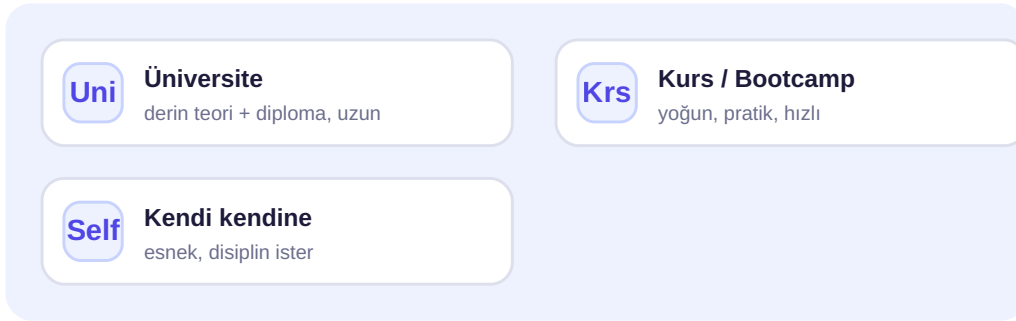 Uni
Üniversite
derin teori + diploma, uzun
Krs
Kurs / Bootcamp
yoğun, pratik, hızlı
Self
Kendi kendine
esnek, disiplin ister